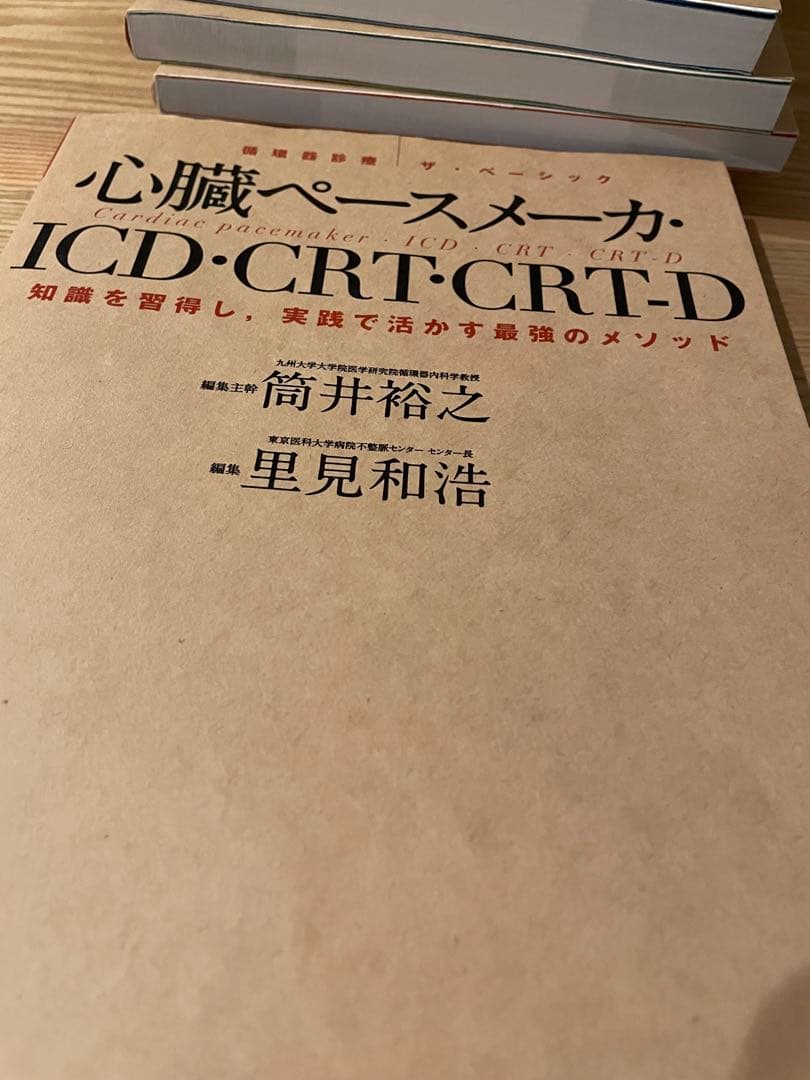 循環器診療 ザ・ベーシック
心臓ペースメーカ・
Cardiac pacemaker · ICD · CRT · CRT-D
ICD・CRT・CRT-D
知識を習得し，実践で活かす最強のメソッド
九州大学大学院医学研究院循環器内科学教授
編集主幹 筒井裕之
東京医科大学病院不整脈センター センター長
編集 里見和浩